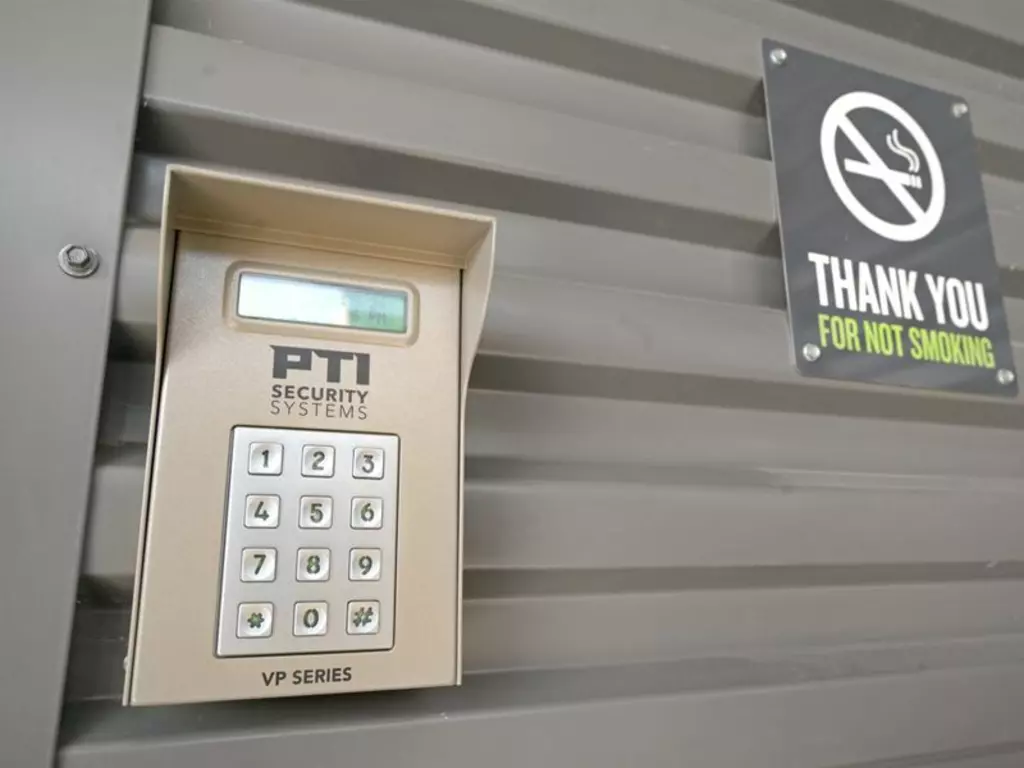 PTI
SECURITY
SYSTEMS
1 2 3
4 5 6
7 8 9
* 0 #
VP SERIES
THANK YOU
FOR NOT SMOKING